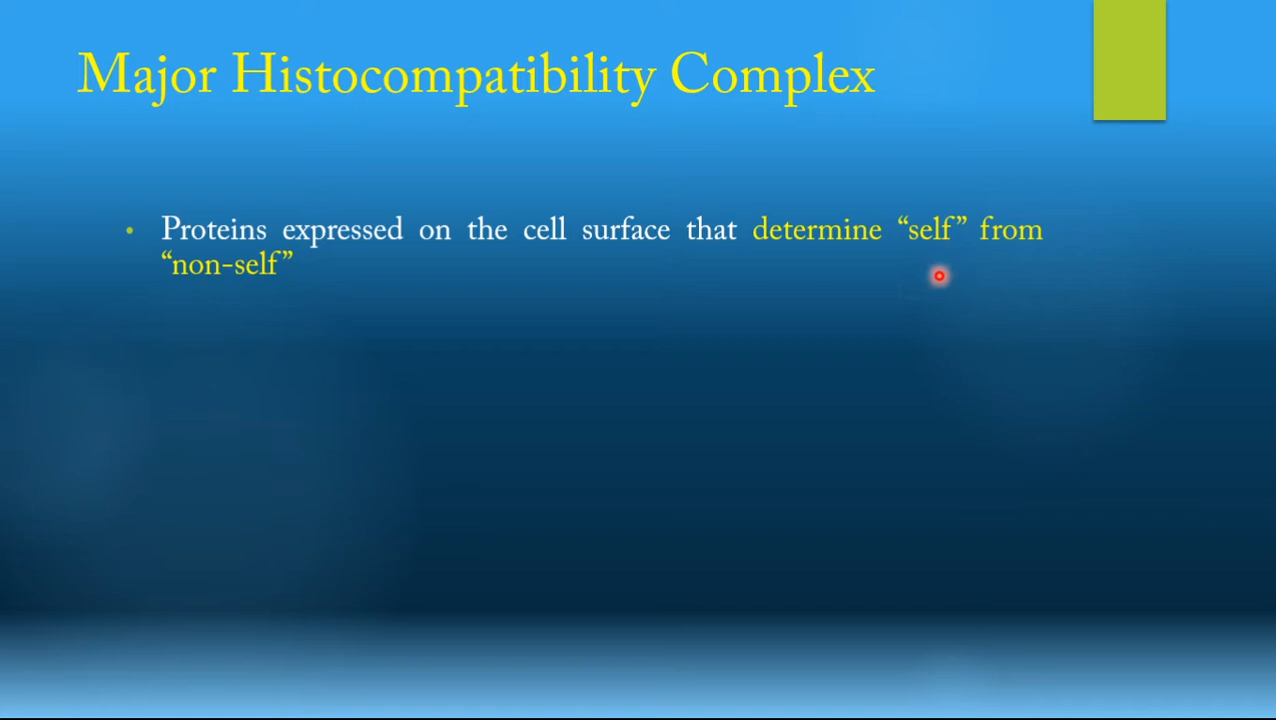 Major Histocompatibility Complex
• Proteins expressed on the cell surface that determine “self” from
“non-self”